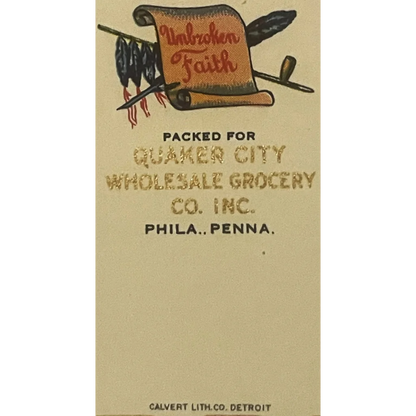 Unbroken
Faith
PACKED FOR
QUAKER CITY
WHOLESALE GROCERY
CO. INC.
PHILA., PENNA.
CALVERT LITH. CO. DETROIT